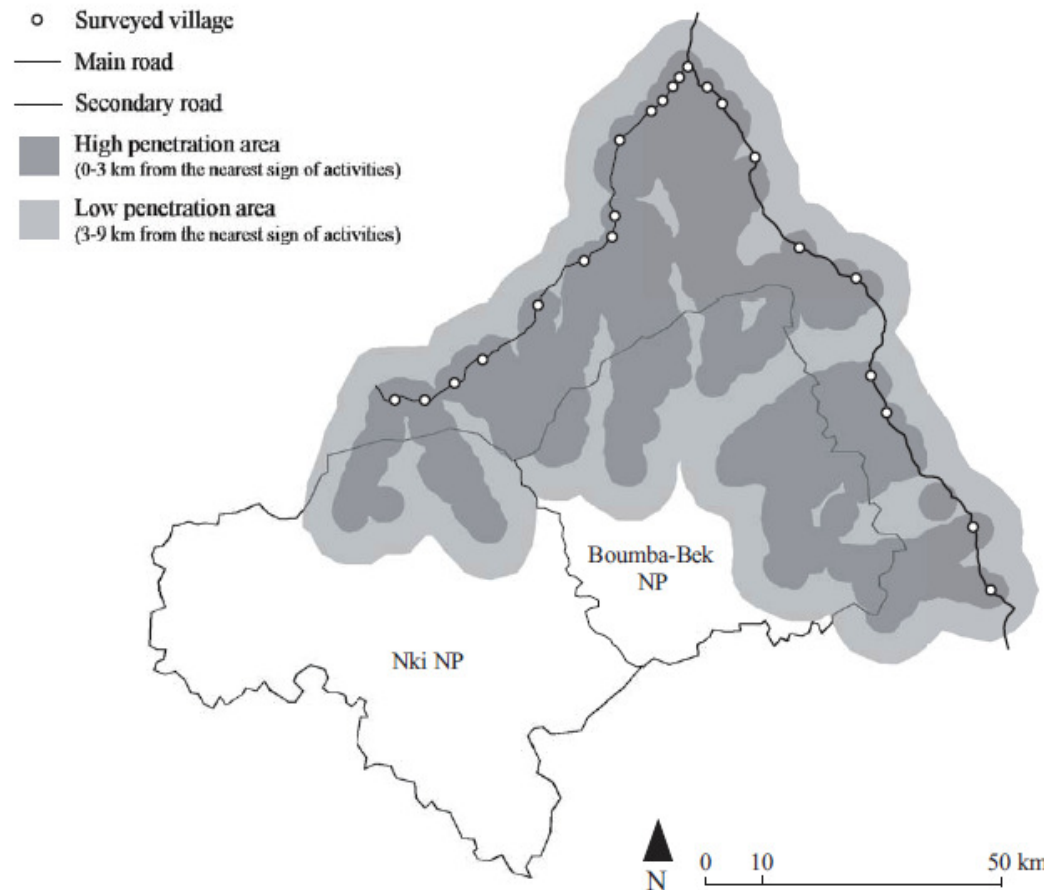 Surveyed village
Main road
Secondary road
High penetration area
(0-3 km from the nearest sign of activities)
Low penetration area
(3-9 km from the nearest sign of activities)
Boumba-Bek
NP
Nki NP
N
0 10 50 km